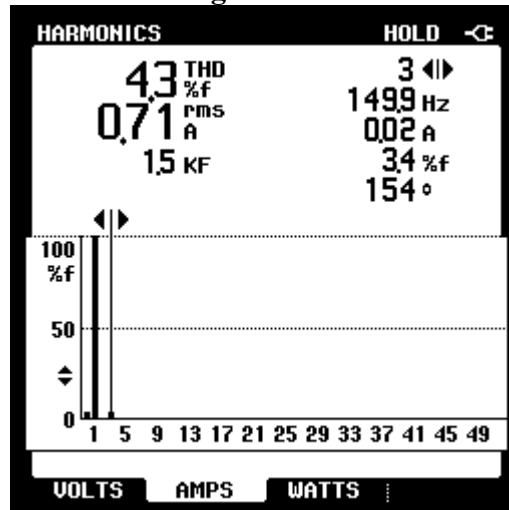 HARMONICS HOLD
4.3 THD %f
0.71 rms A
1.5 KF
3
149.9 Hz
0.02 A
3.4 %f
154 °
100
%f
50
0
1 5 9 13 17 21 25 29 33 37 41 45 49
VOLTS AMPS WATTS